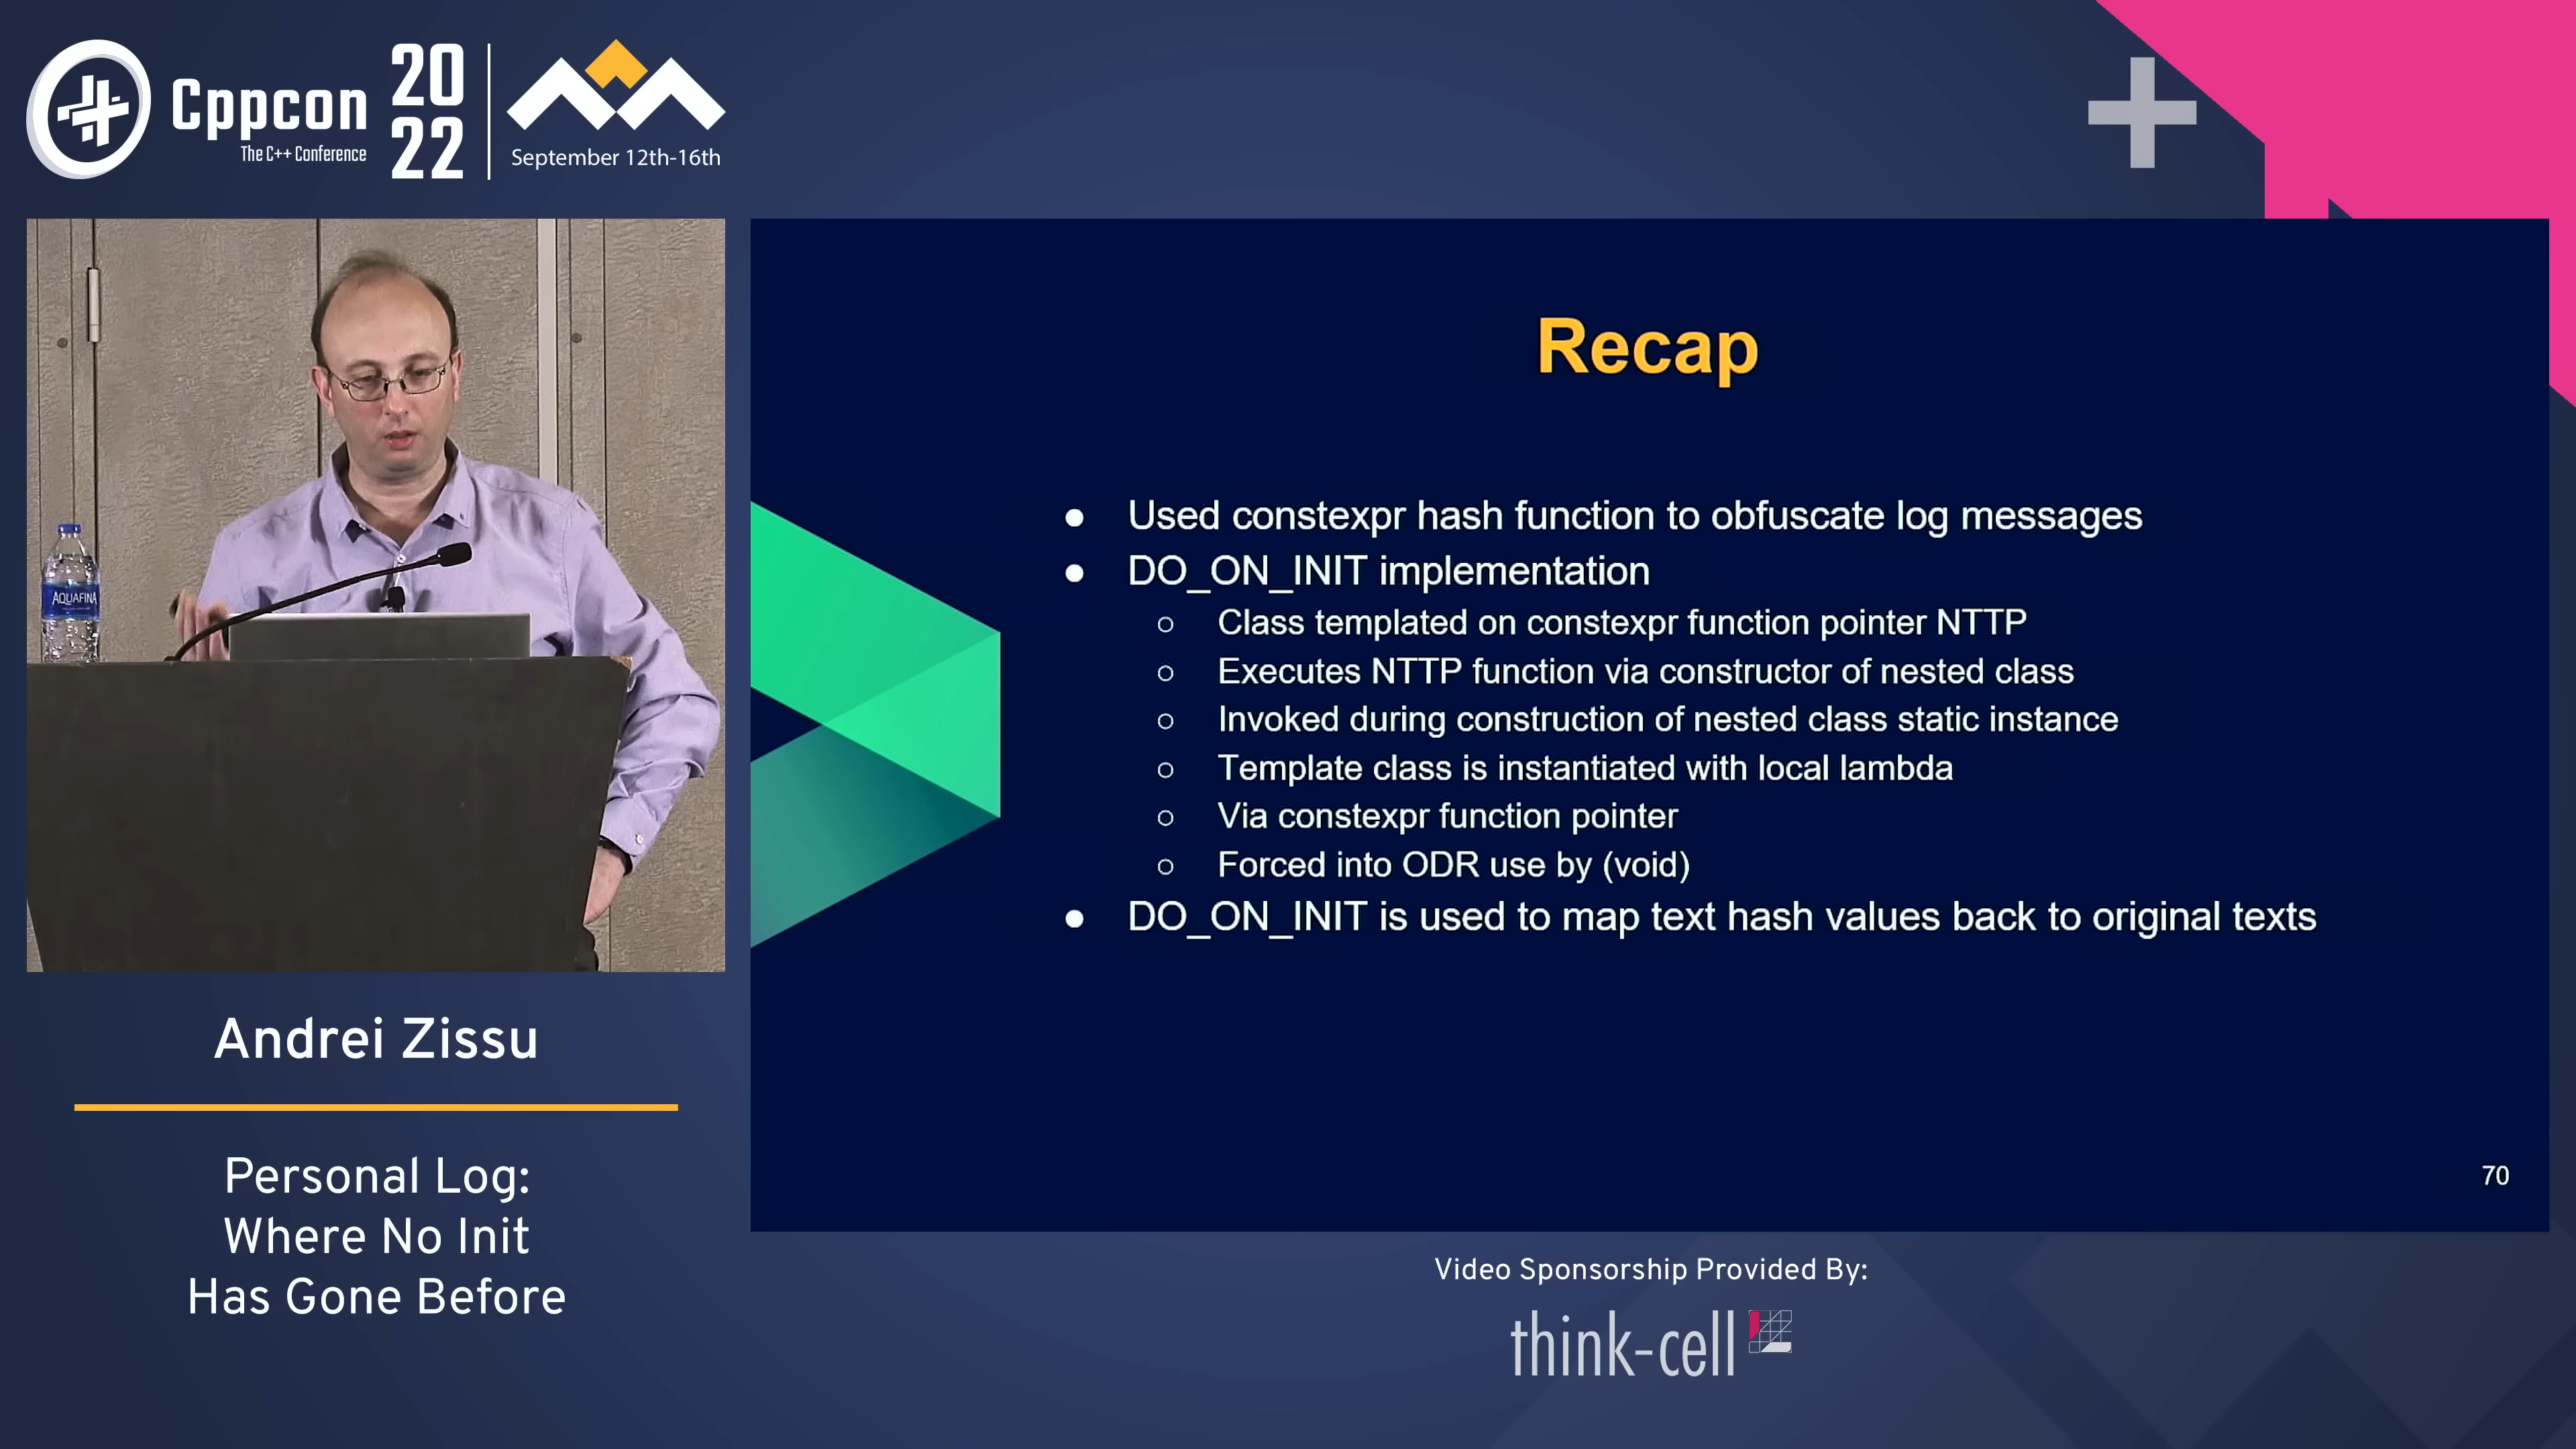 Cppcon
The C++ Conference
20
22
September 12th-16th
AQUAFINA
Recap
● Used constexpr hash function to obfuscate log messages
● DO_ON_INIT implementation
○ Class templated on constexpr function pointer NTTP
○ Executes NTTP function via constructor of nested class
○ Invoked during construction of nested class static instance
○ Template class is instantiated with local lambda
○ Via constexpr function pointer
○ Forced into ODR use by (void)
● DO_ON_INIT is used to map text hash values back to original texts
70
Andrei Zissu
Personal Log:
Where No Init
Has Gone Before
Video Sponsorship Provided By:
think-cell